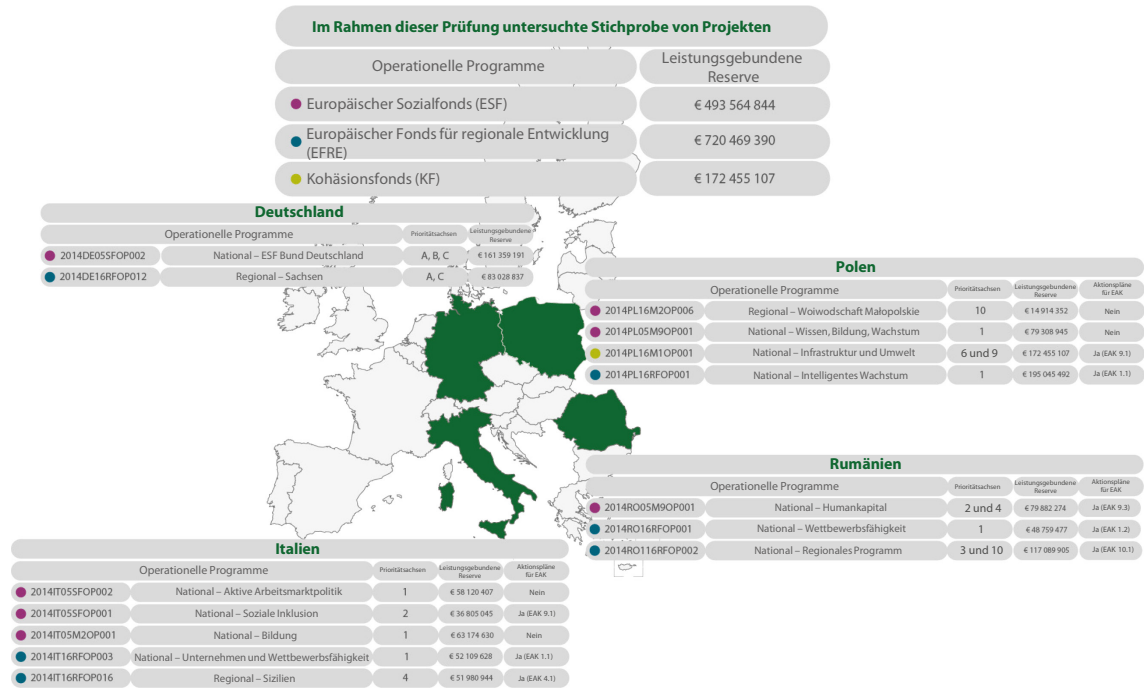 Im Rahmen dieser Prüfung untersuchte Stichprobe von Projekten
Operationelle Programme Leistungsgebundene Reserve
Europäischer Sozialfonds (ESF) € 493 564 844
Europäischer Fonds für regionale Entwicklung (EFRE) € 720 469 390
Kohäsionsfonds (KF) € 172 455 107
Deutschland
Operationelle Programme Prioritätsachsen Leistungsgebundene Reserve
2014DE05SFOP002 National – ESF Bund Deutschland A, B, C € 161 359 191
2014DE16RFOP012 Regional – Sachsen A, C € 83 028 837
Polen
Operationelle Programme Prioritätsachsen Leistungsgebundene Reserve Aktionspläne für EAK
2014PL16M2OP006 Regional – Woiwodschaft Małopolskie 10 € 14 914 352 Nein
2014PL05M9OP001 National – Wissen, Bildung, Wachstum 1 € 79 308 945 Nein
2014PL16M1OP001 National – Infrastruktur und Umwelt 6 und 9 € 172 455 107 Ja (EAK 9.1)
2014PL16RFOP001 National – Intelligentes Wachstum 1 € 195 045 492 Ja (EAK 1.1)
Rumänien
Operationelle Programme Prioritätsachsen Leistungsgebundene Reserve Aktionspläne für EAK
2014RO05M9OP001 National – Humankapital 2 und 4 € 79 882 274 Ja (EAK 9.3)
2014RO16RFOP001 National – Wettbewerbsfähigkeit 1 € 48 759 477 Ja (EAK 1.2)
2014RO116RFOP002 National – Regionales Programm 3 und 10 € 117 089 905 Ja (EAK 10.1)
Italien
Operationelle Programme Prioritätsachsen Leistungsgebundene Reserve Aktionspläne für EAK
2014IT05SFOP002 National – Aktive Arbeitsmarktpolitik 1 € 58 120 407 Nein
2014IT05SFOP001 National – Soziale Inklusion 2 € 36 805 045 Ja (EAK 9.1)
2014IT05M2OP001 National – Bildung 1 € 63 174 630 Nein
2014IT16RFOP003 National – Unternehmen und Wettbewerbsfähigkeit 1 € 52 109 628 Ja (EAK 1.1)
2014IT16RFOP016 Regional – Sizilien 4 € 51 980 944 Ja (EAK 4.1)